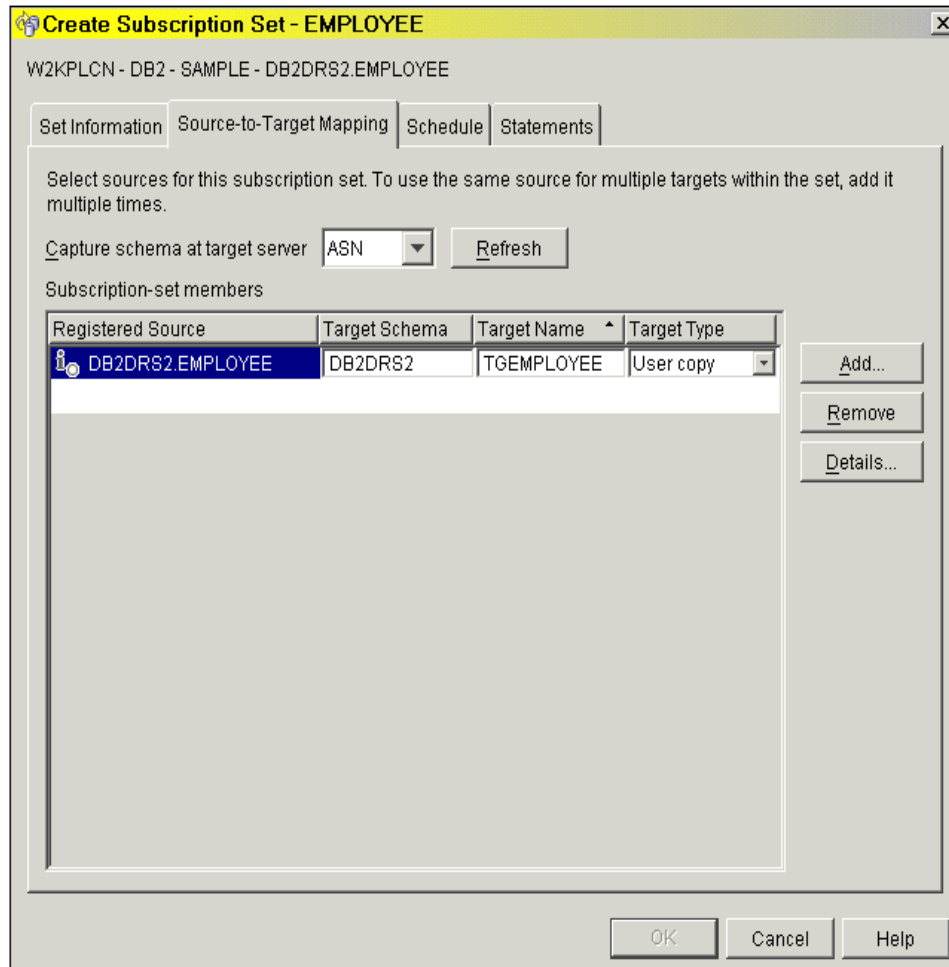 Create Subscription Set - EMPLOYEE
W2KPLCN - DB2 - SAMPLE - DB2DRS2.EMPLOYEE
Set Information Source-to-Target Mapping Schedule Statements
Select sources for this subscription set. To use the same source for multiple targets within the set, add it
multiple times.
Capture schema at target server ASN Refresh
Subscription-set members
Registered Source Target Schema Target Name Target Type
DB2DRS2.EMPLOYEE DB2DRS2 TGEMPLOYEE User copy
Add...
Remove
Details...
OK Cancel Help